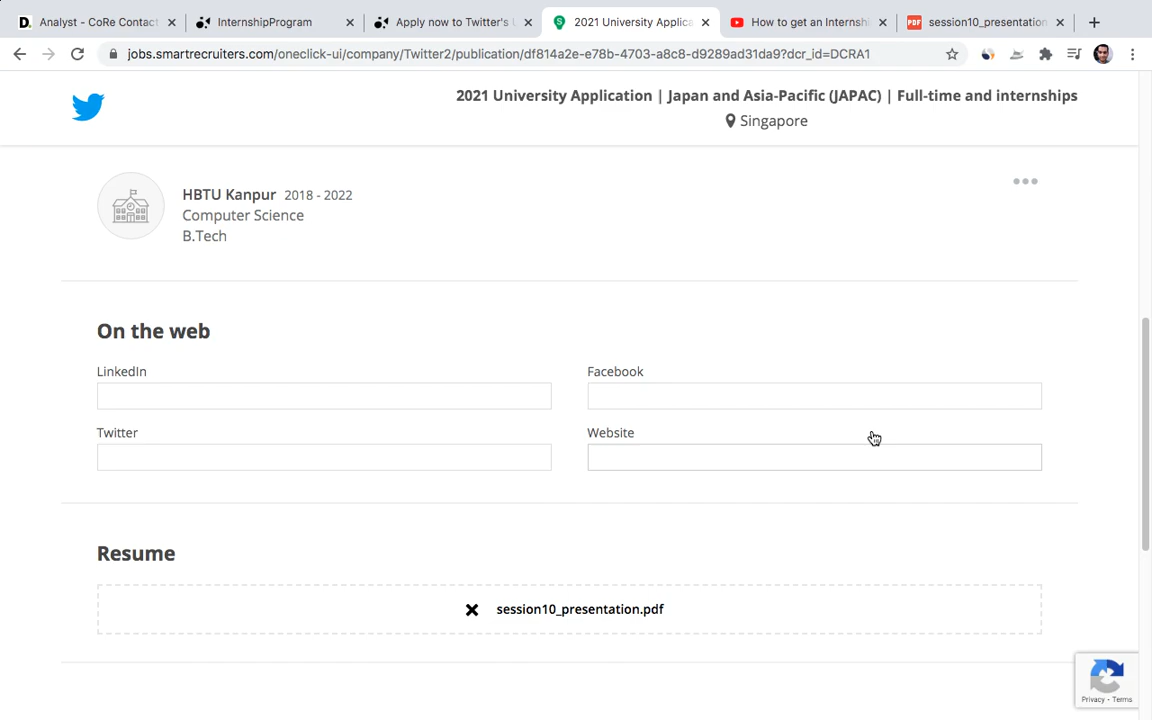 D. Analyst - CoRe Contact
InternshipProgram
Apply now to Twitter's
2021 University Applica
How to get an Internshi
PDF session10_presentation
jobs.smartrecruiters.com/oneclick-ui/company/Twitter2/publication/df814a2e-e78b-4703-a8c8-d9289ad31da9?dcr_id=DCRA1
2021 University Application | Japan and Asia-Pacific (JAPAC) | Full-time and internships
Singapore
HBTU Kanpur 2018 - 2022
Computer Science
B.Tech
On the web
LinkedIn
Facebook
Twitter
Website
Resume
session10_presentation.pdf
Privacy - Terms